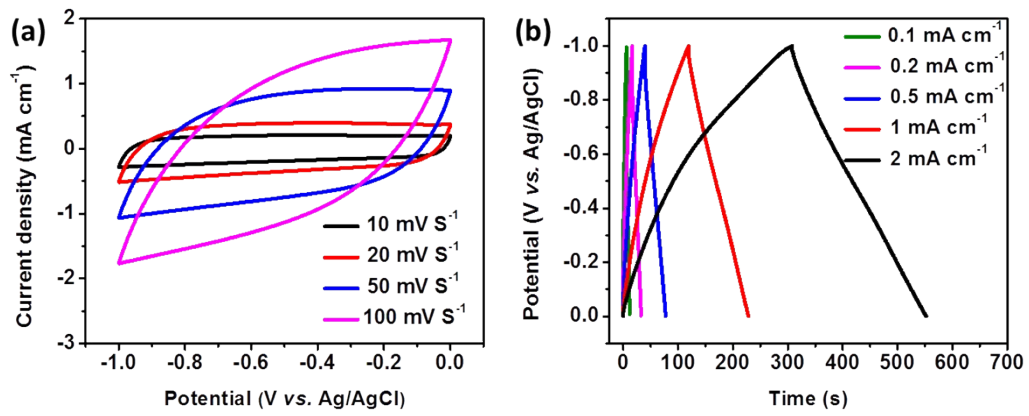 (a)
Current density (mA cm⁻¹)
2
1
0
-1
-2
-3
10 mV S⁻¹
20 mV S⁻¹
50 mV S⁻¹
100 mV S⁻¹
-1.0
-0.8
-0.6
-0.4
-0.2
0.0
Potential (V vs. Ag/AgCl)
(b)
Potential (V vs. Ag/AgCl)
-1.0
-0.8
-0.6
-0.4
-0.2
0.0
0.1 mA cm⁻¹
0.2 mA cm⁻¹
0.5 mA cm⁻¹
1 mA cm⁻¹
2 mA cm⁻¹
0
100
200
300
400
500
600
700
Time (s)